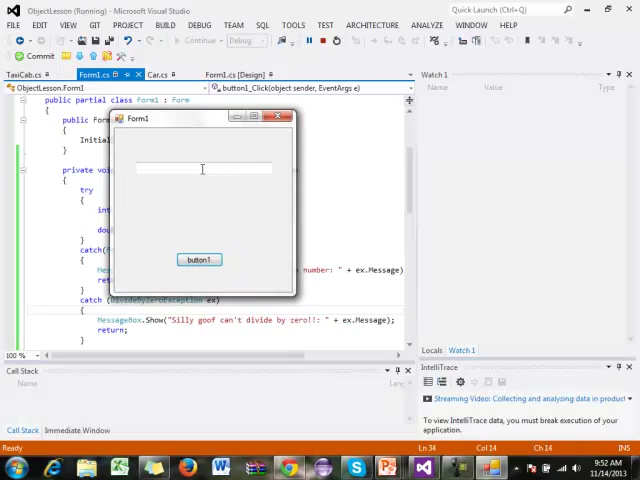 ObjectLesson (Running) - Microsoft Visual Studio
Quick Launch (Ctrl+Q)
FILE EDIT VIEW GIT PROJECT BUILD DEBUG TEAM SQL TOOLS TEST ARCHITECTURE ANALYZE WINDOW HELP
Continue Debug
Commit
TaxiCab.cs Form1.cs Form1.cs [Design]
Car.cs
Watch 1
ObjectLesson.Form1 button1_Click(object sender, EventArgs e)
Name Value Type
public partial class Form1 : Form
{
public For
{
Initial
}
private voi
{
try
{
int
doub
}
catch(
{
Mes
number: " + ex.Message)
ret
}
catch (DivideByZeroException ex)
{
MessageBox.Show("Silly goof can't divide by zero!!: " + ex.Message);
return;
}
Form1
button1
100 %
Locals Watch 1
Call Stack
Name
IntelliTrace
Streaming Video: Collecting and analyzing data in product
To view IntelliTrace data, you must break execution of your
application.
Call Stack Immediate Window
Ready Ln 34 Col 14 Ch 14 INS
9:52 AM
11/14/2013